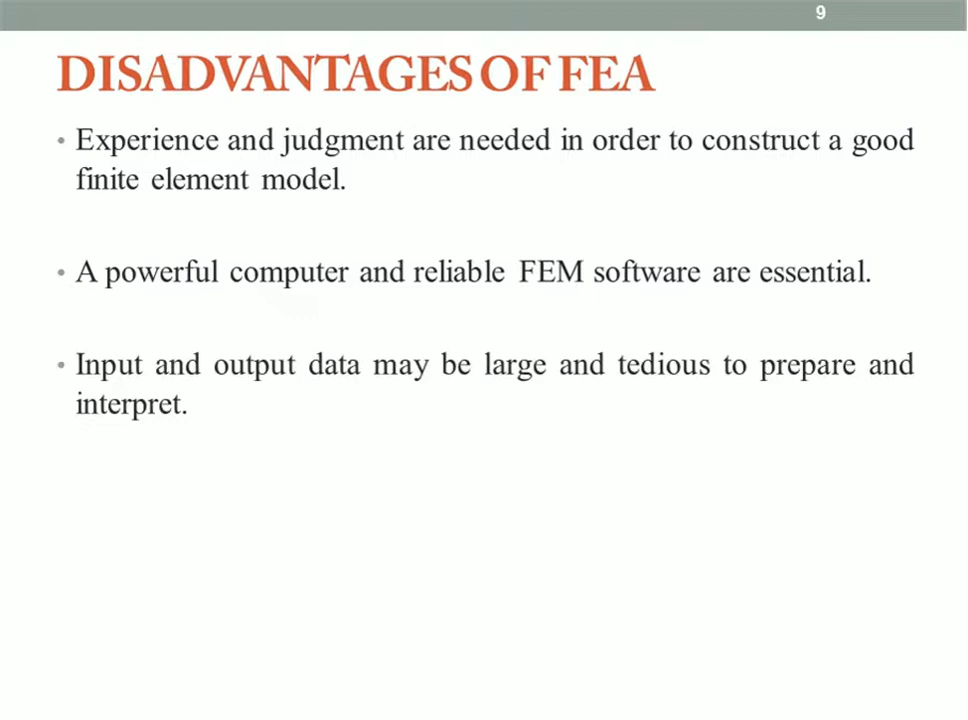 9
DISADVANTAGES OF FEA
• Experience and judgment are needed in order to construct a good
finite element model.
• A powerful computer and reliable FEM software are essential.
• Input and output data may be large and tedious to prepare and
interpret.